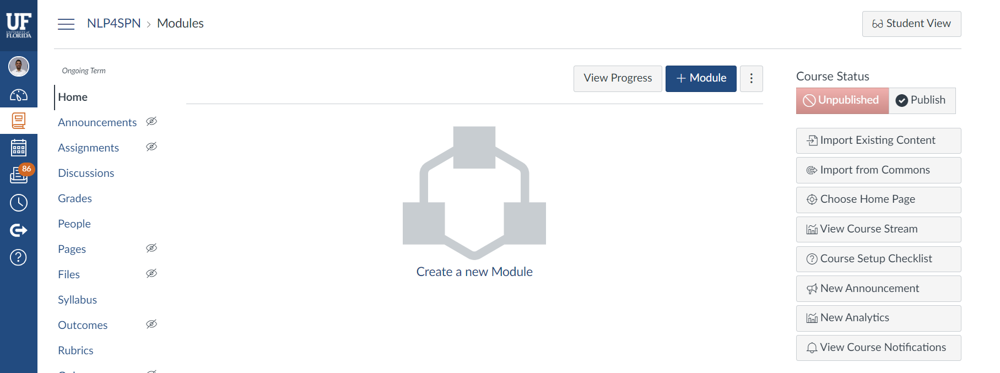 UF
UNIVERSITY of
FLORIDA
NLP4SPN > Modules
Student View
Ongoing Term
View Progress
+ Module
Course Status
Home
Unpublished
Publish
Announcements
Assignments
Discussions
Grades
People
Pages
Files
Syllabus
Outcomes
Rubrics
86
Create a new Module
Import Existing Content
Import from Commons
Choose Home Page
View Course Stream
Course Setup Checklist
New Announcement
New Analytics
View Course Notifications